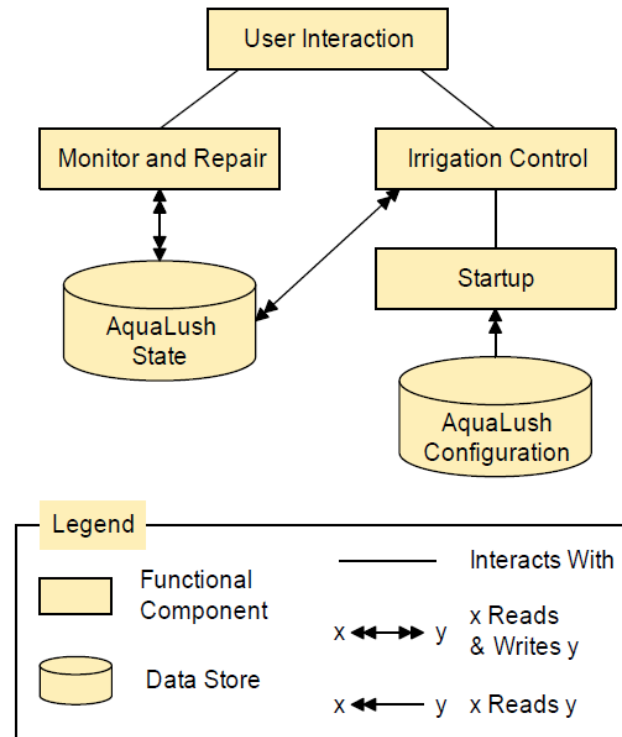 User Interaction
Monitor and Repair
Irrigation Control
Startup
AquaLush
State
AquaLush
Configuration
Legend
Functional
Component
Data Store
Interacts With
x y x Reads
& Writes y
x y x Reads y